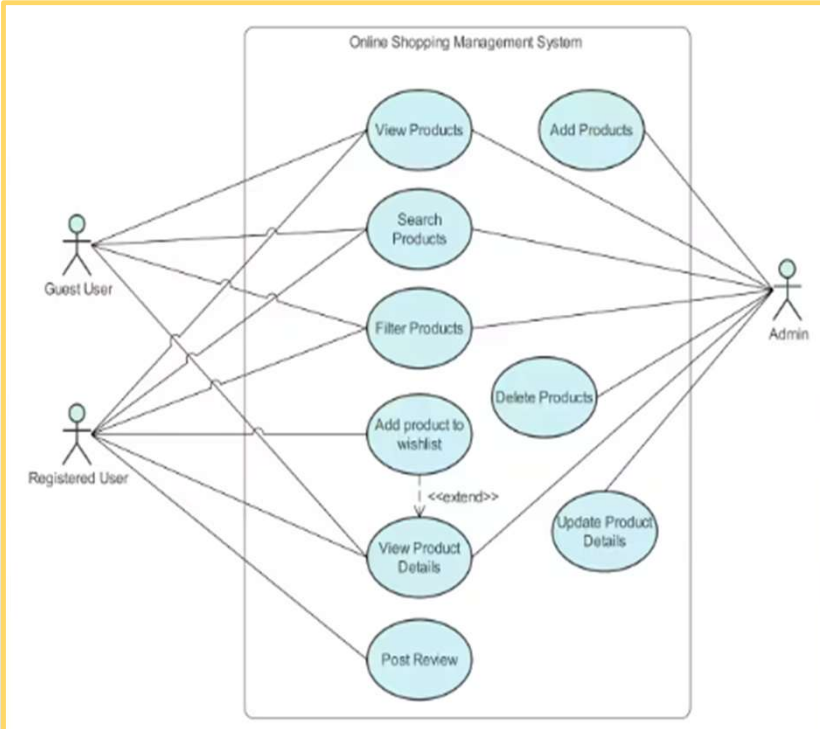 Online Shopping Management System
View Products
Add Products
Search
Products
Guest User
Filter Products
Admin
Delete Products
Add product to
wishlist
Registered User
<<extend>>
View Product
Details
Update Product
Details
Post Review